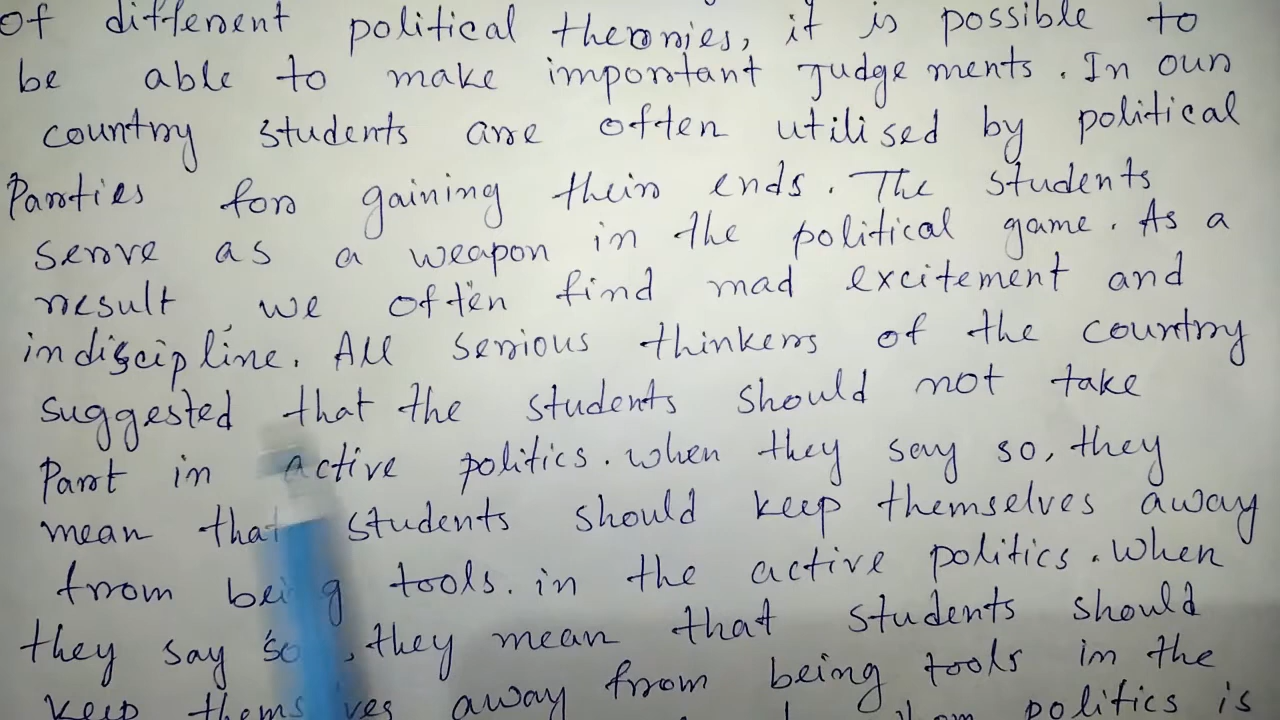 of different political theories, it is possible to
be able to make important Judge ments. In our
country students are often utilised by political
Parties for gaining their ends. The students
serve as a weapon in the political game. As a
result, we often find mad excitement and
indiscipline. All serious thinkers of the country
suggested that the students should not take
Part in active politics. when they say so, they
mean that students should keep themselves away
from being tools. in the active politics. When
they say so, they mean that students should
keep away from being tools in the
politics is